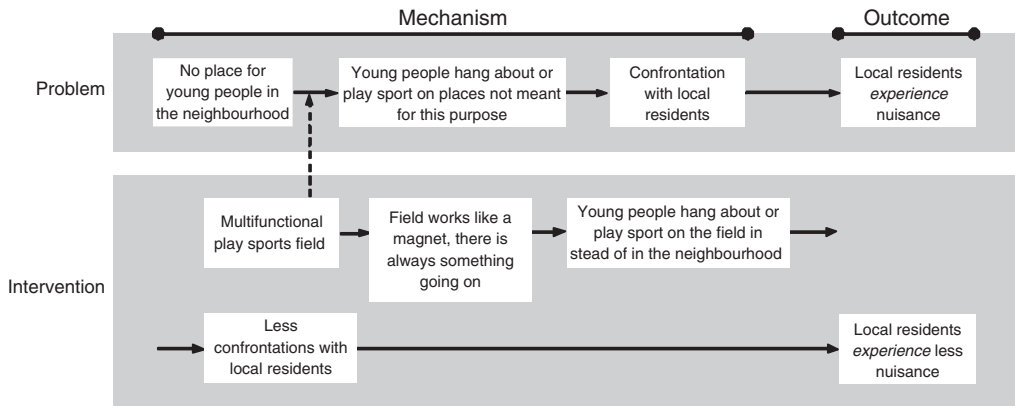 Mechanism
Outcome
Problem
No place for
young people in
the neighbourhood
Young people hang about or
play sport on places not meant
for this purpose
Confrontation
with local
residents
Local residents
experience
nuisance
Intervention
Multifunctional
play sports field
Field works like a
magnet, there is
always something
going on
Young people hang about or
play sport on the field in
stead of in the neighbourhood
Less
confrontations with
local residents
Local residents
experience less
nuisance